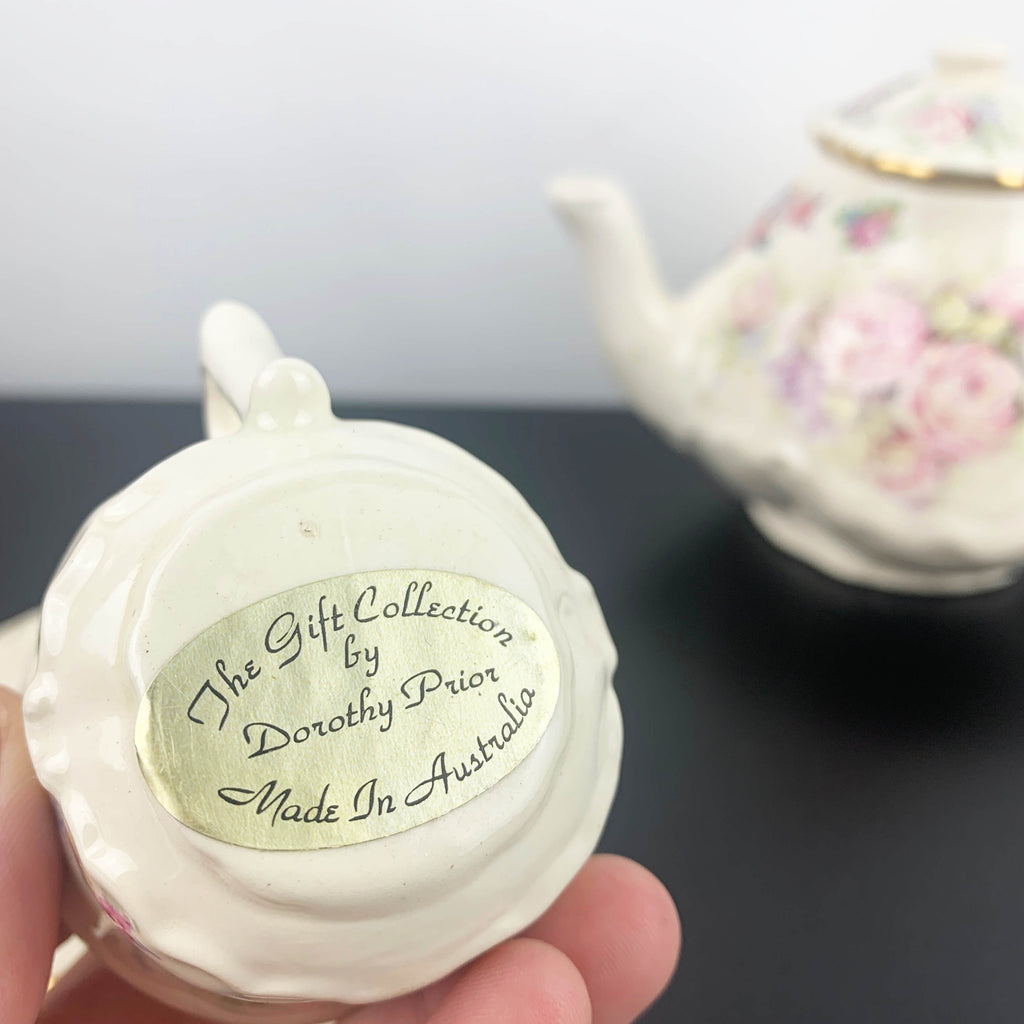 The Gift Collection
by
Dorothy Prior
Made In Australia